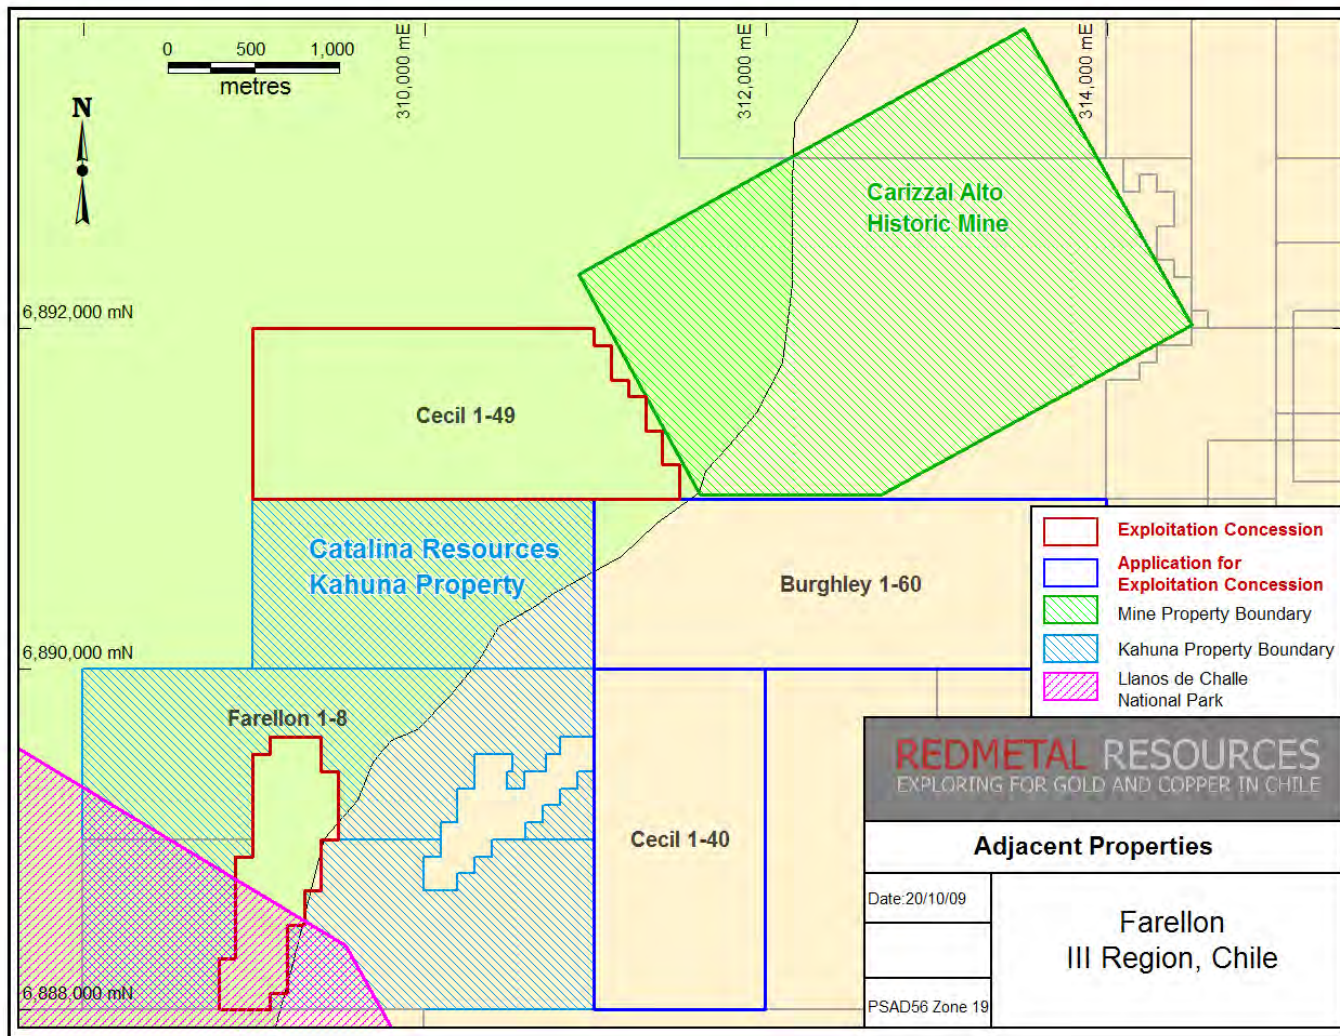 0 500 1,000
metres
N
310,000 mE
312,000 mE
314,000 mE
Carizzal Alto
Historic Mine
6,892,000 mN
Cecil 1-49
Catalina Resources
Kahuna Property
Burghley 1-60
6,890,000 mN
Farellon 1-8
Cecil 1-40
6,888,000 mN
Exploitation Concession
Application for
Exploitation Concession
Mine Property Boundary
Kahuna Property Boundary
Llanos de Challe
National Park
REDMETAL RESOURCES
EXPLORING FOR GOLD AND COPPER IN CHILE
Adjacent Properties
Date:20/10/09
Farellon
III Region, Chile
PSAD56 Zone 19